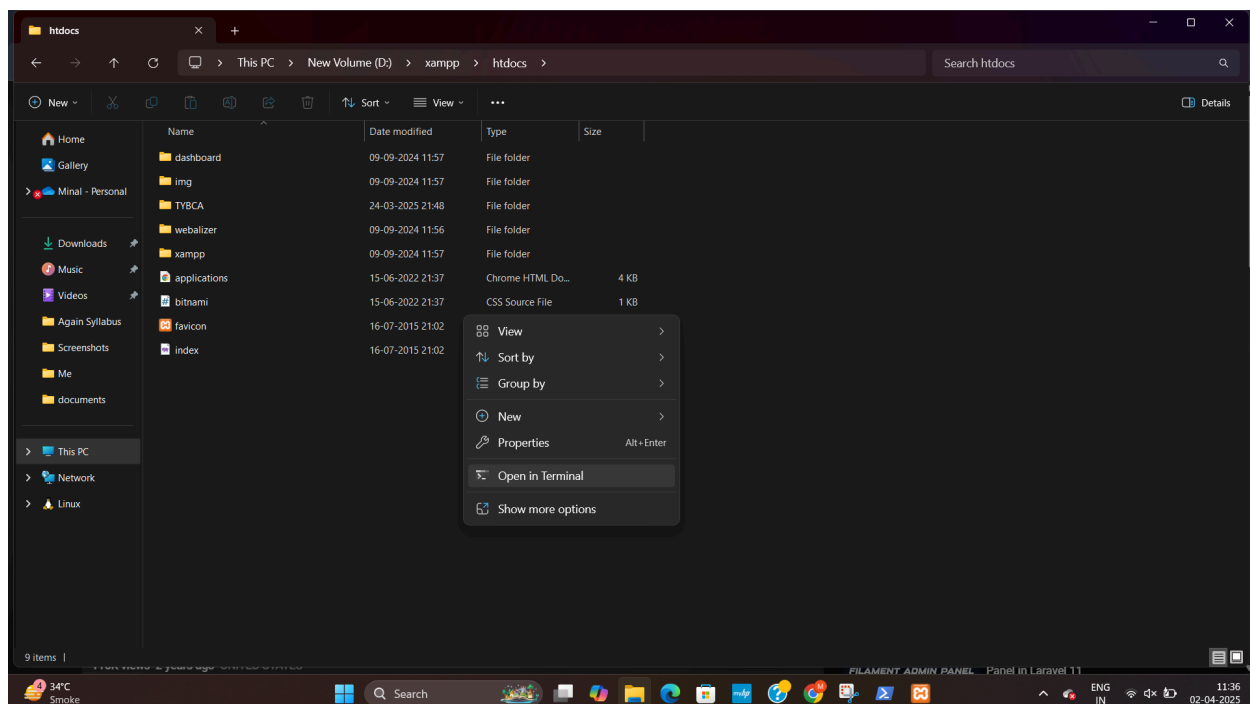 htdocs
This PC > New Volume (D:) > xampp > htdocs >
Search htdocs
New
Sort
View
Details
Name Date modified Type Size
Home
Gallery
Minal - Personal
Downloads
Music
Videos
Again Syllabus
Screenshots
Me
documents
This PC
Network
Linux
dashboard 09-09-2024 11:57 File folder
img 09-09-2024 11:57 File folder
TYBCA 24-03-2025 21:48 File folder
webalizer 09-09-2024 11:56 File folder
xampp 09-09-2024 11:57 File folder
applications 15-06-2022 21:37 Chrome HTML Do... 4 KB
bitnami 15-06-2022 21:37 CSS Source File 1 KB
favicon 16-07-2015 21:02
index 16-07-2015 21:02
View
Sort by
Group by
New
Properties Alt+Enter
Open in Terminal
Show more options
9 items
views 2 years ago UNITED STATES
FILAMENT ADMIN PANEL Panel in Laravel 11
4
34°C
Smoke
Search
M
ENG
IN
11:36
02-04-2025